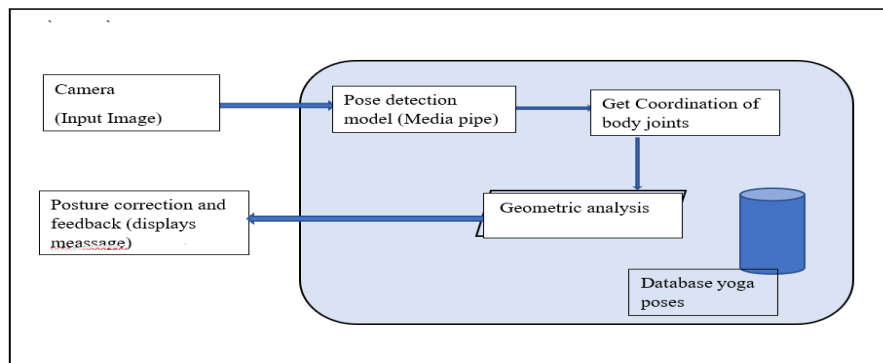 Camera
(Input Image)
Pose detection
model (Media pipe)
Get Coordination of
body joints
Geometric analysis
Posture correction and
feedback (displays
meassage)
Database yoga
poses